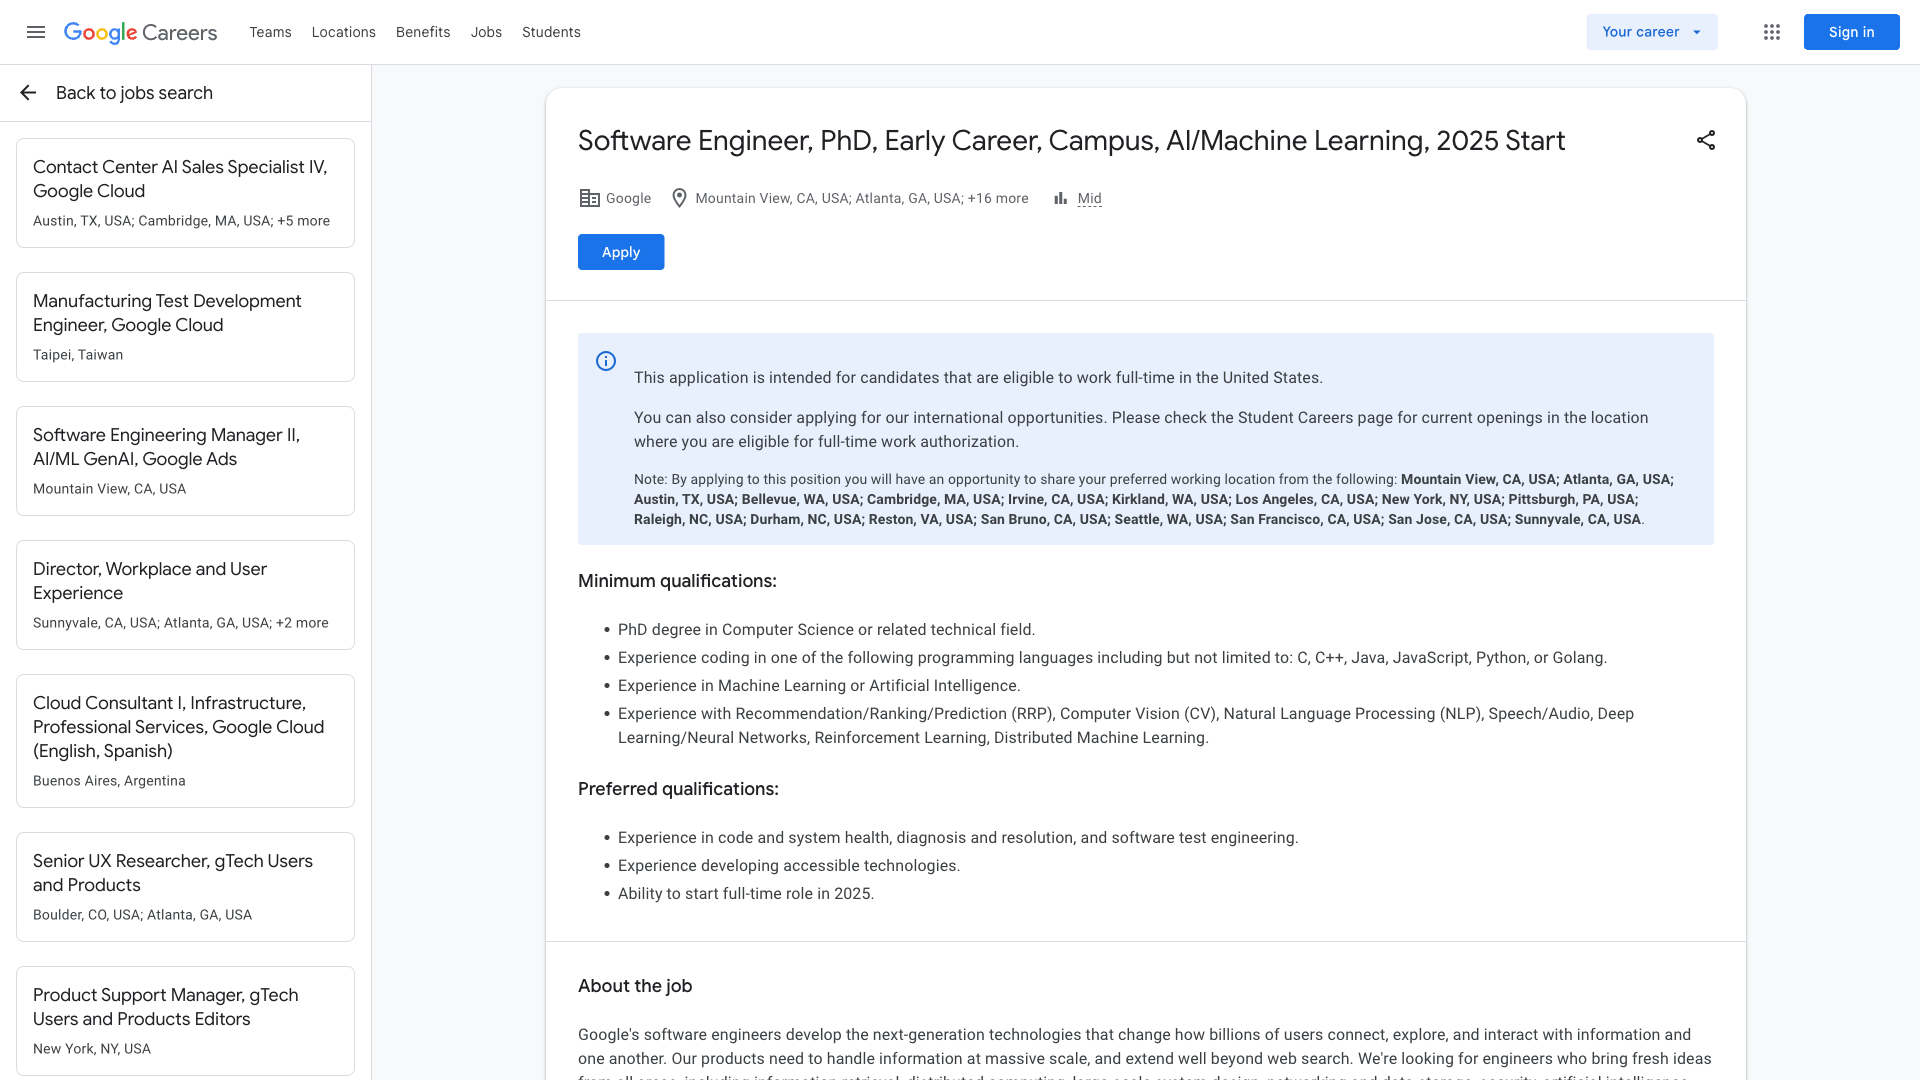 Google Careers
Teams
Locations
Benefits
Jobs
Students
Your career
Sign in
Back to jobs search
Contact Center AI Sales Specialist IV,
Google Cloud
Austin, TX, USA; Cambridge, MA, USA; +5 more
Manufacturing Test Development
Engineer, Google Cloud
Taipei, Taiwan
Software Engineering Manager II,
AI/ML GenAI, Google Ads
Mountain View, CA, USA
Director, Workplace and User
Experience
Sunnyvale, CA, USA; Atlanta, GA, USA; +2 more
Cloud Consultant I, Infrastructure,
Professional Services, Google Cloud
(English, Spanish)
Buenos Aires, Argentina
Senior UX Researcher, gTech Users
and Products
Boulder, CO, USA; Atlanta, GA, USA
Product Support Manager, gTech
Users and Products Editors
New York, NY, USA
Software Engineer, PhD, Early Career, Campus, AI/Machine Learning, 2025 Start
Google
Mountain View, CA, USA; Atlanta, GA, USA; +16 more
Mid
Apply
This application is intended for candidates that are eligible to work full-time in the United States.
You can also consider applying for our international opportunities. Please check the Student Careers page for current openings in the location
where you are eligible for full-time work authorization.
Note: By applying to this position you will have an opportunity to share your preferred working location from the following: Mountain View, CA, USA; Atlanta, GA, USA;
Austin, TX, USA; Bellevue, WA, USA; Cambridge, MA, USA; Irvine, CA, USA; Kirkland, WA, USA; Los Angeles, CA, USA; New York, NY, USA; Pittsburgh, PA, USA;
Raleigh, NC, USA; Durham, NC, USA; Reston, VA, USA; San Bruno, CA, USA; Seattle, WA, USA; San Francisco, CA, USA; San Jose, CA, USA; Sunnyvale, CA, USA.
Minimum qualifications:
• PhD degree in Computer Science or related technical field.
• Experience coding in one of the following programming languages including but not limited to: C, C++, Java, JavaScript, Python, or Golang.
• Experience in Machine Learning or Artificial Intelligence.
• Experience with Recommendation/Ranking/Prediction (RRP), Computer Vision (CV), Natural Language Processing (NLP), Speech/Audio, Deep
Learning/Neural Networks, Reinforcement Learning, Distributed Machine Learning.
Preferred qualifications:
• Experience in code and system health, diagnosis and resolution, and software test engineering.
• Experience developing accessible technologies.
• Ability to start full-time role in 2025.
About the job
Google's software engineers develop the next-generation technologies that change how billions of users connect, explore, and interact with information and
one another. Our products need to handle information at massive scale, and extend well beyond web search. We're looking for engineers who bring fresh ideas